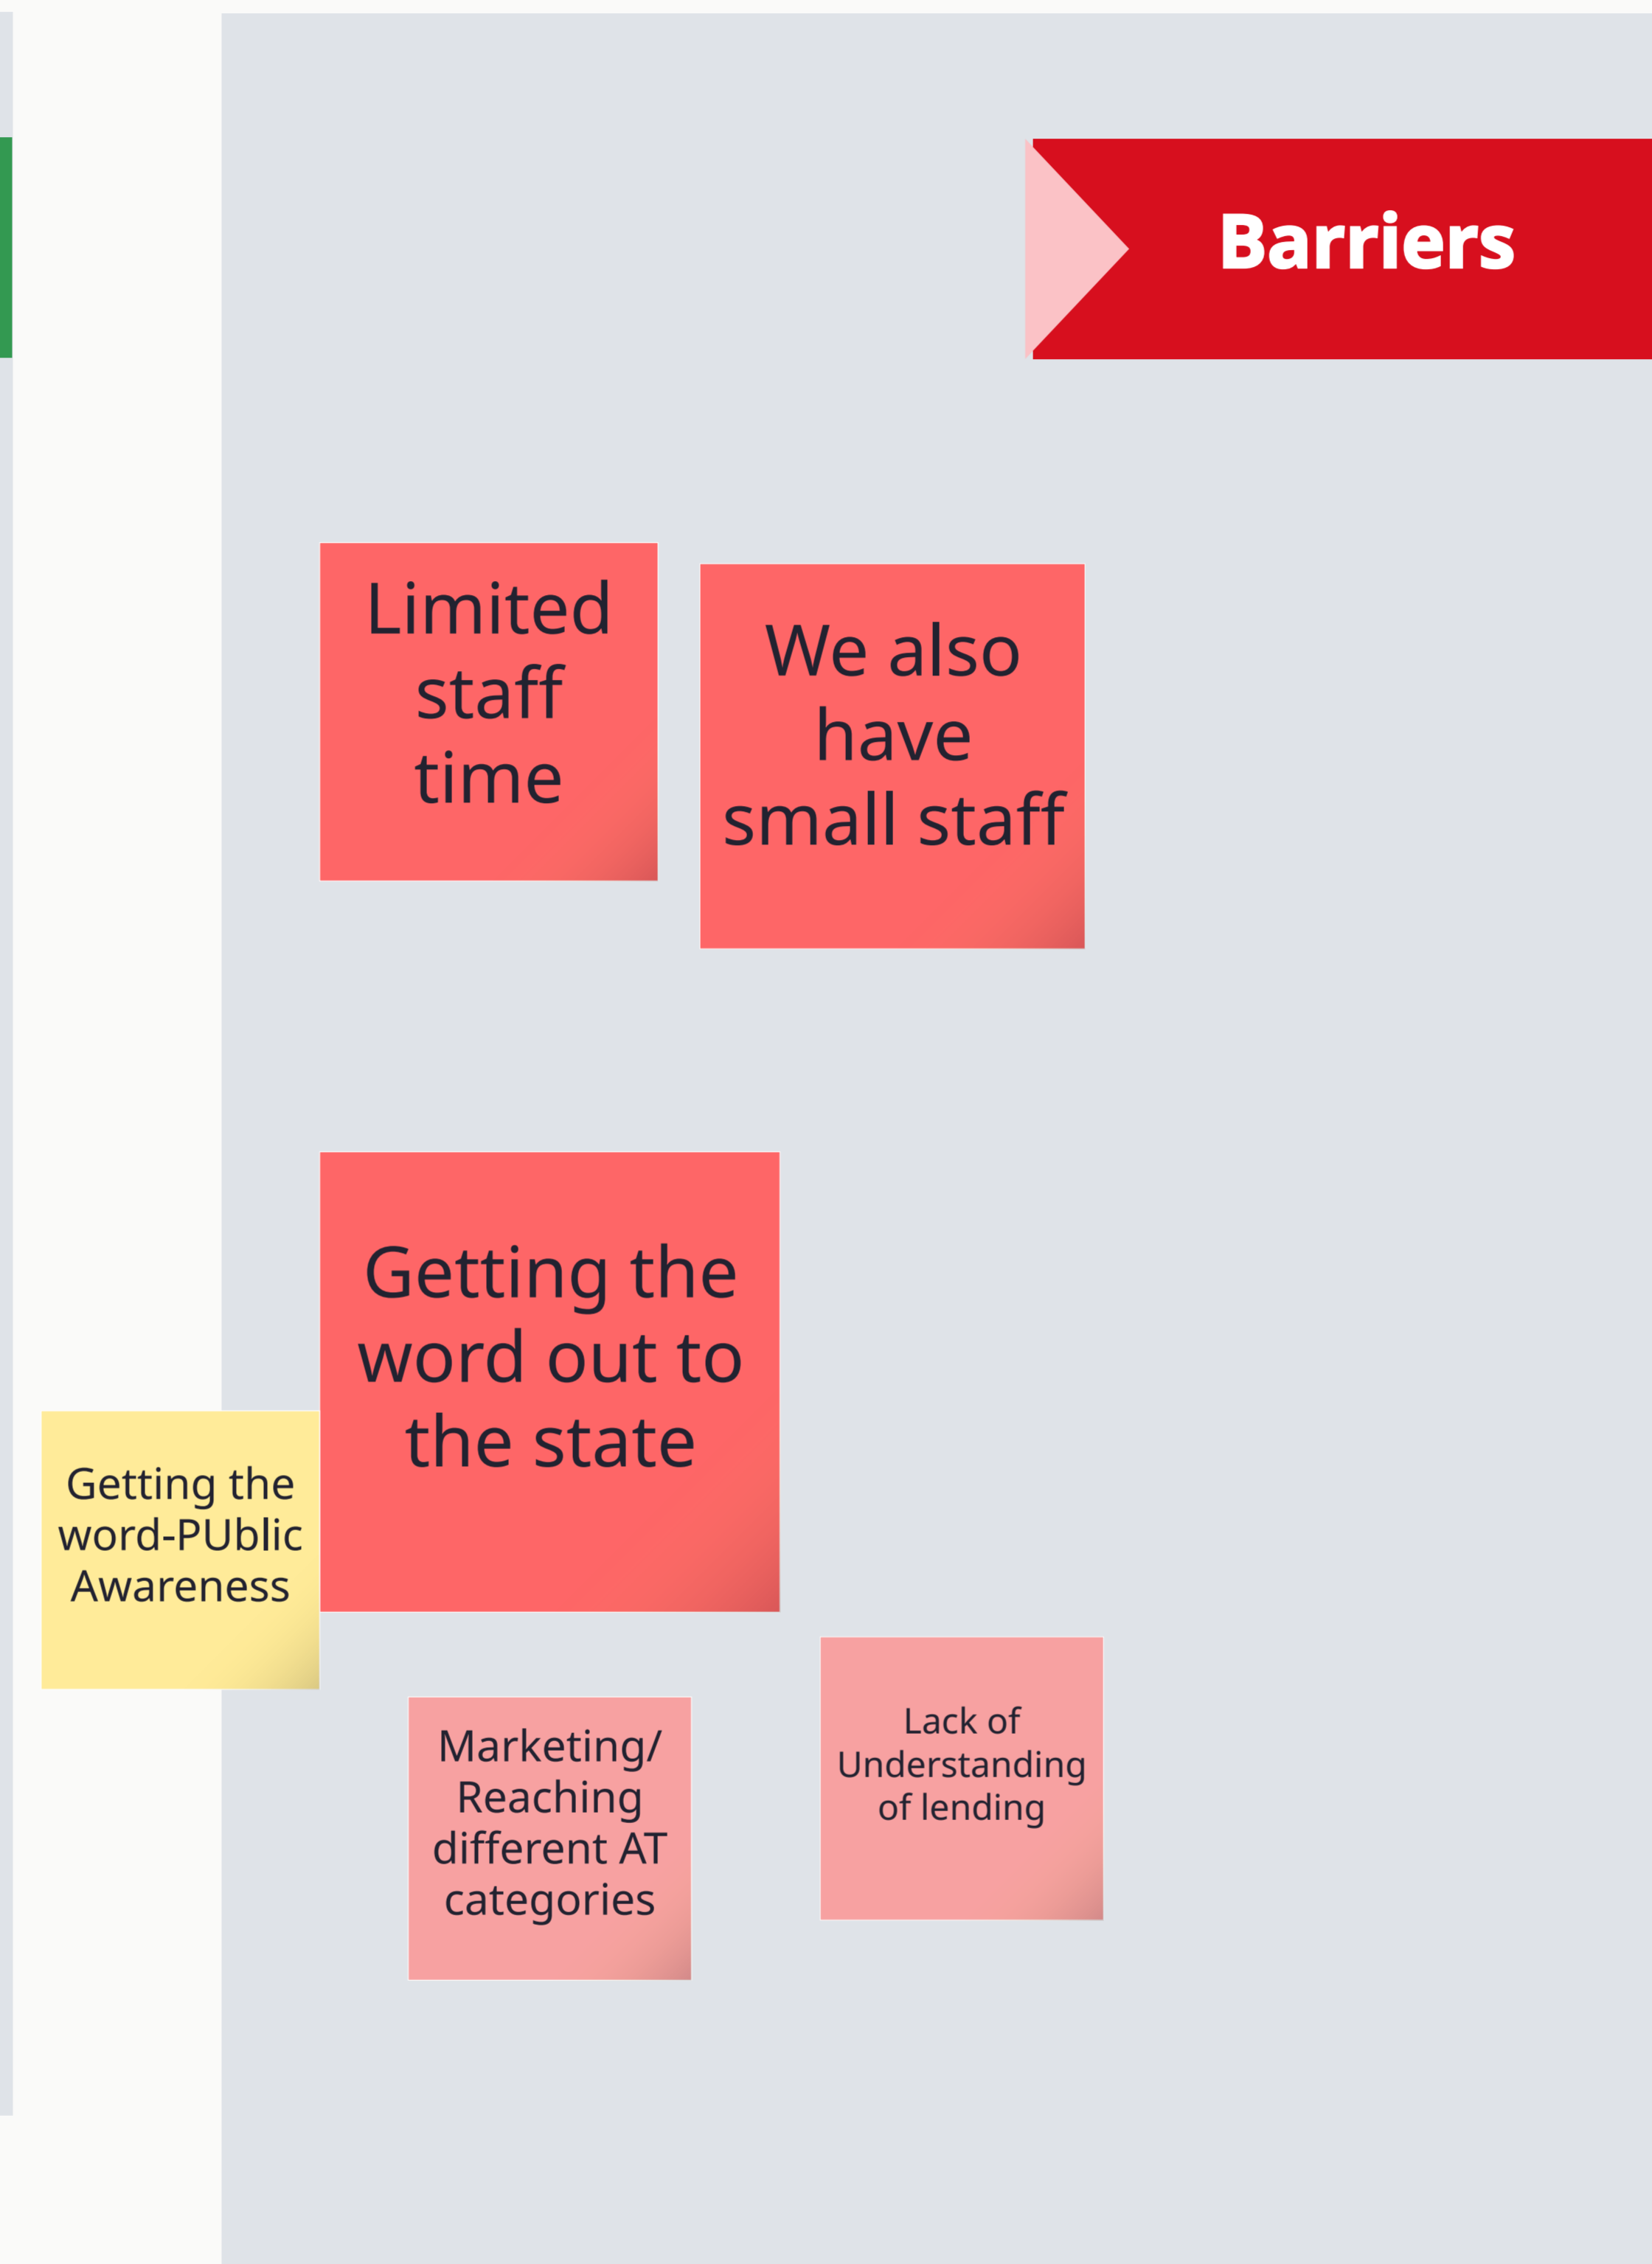 Barriers
Limited
staff
time
We also
have
small staff
Getting the
word out to
the state
Getting the
word-PUblic
Awareness
Marketing/
Reaching
different AT
categories
Lack of
Understanding
of lending